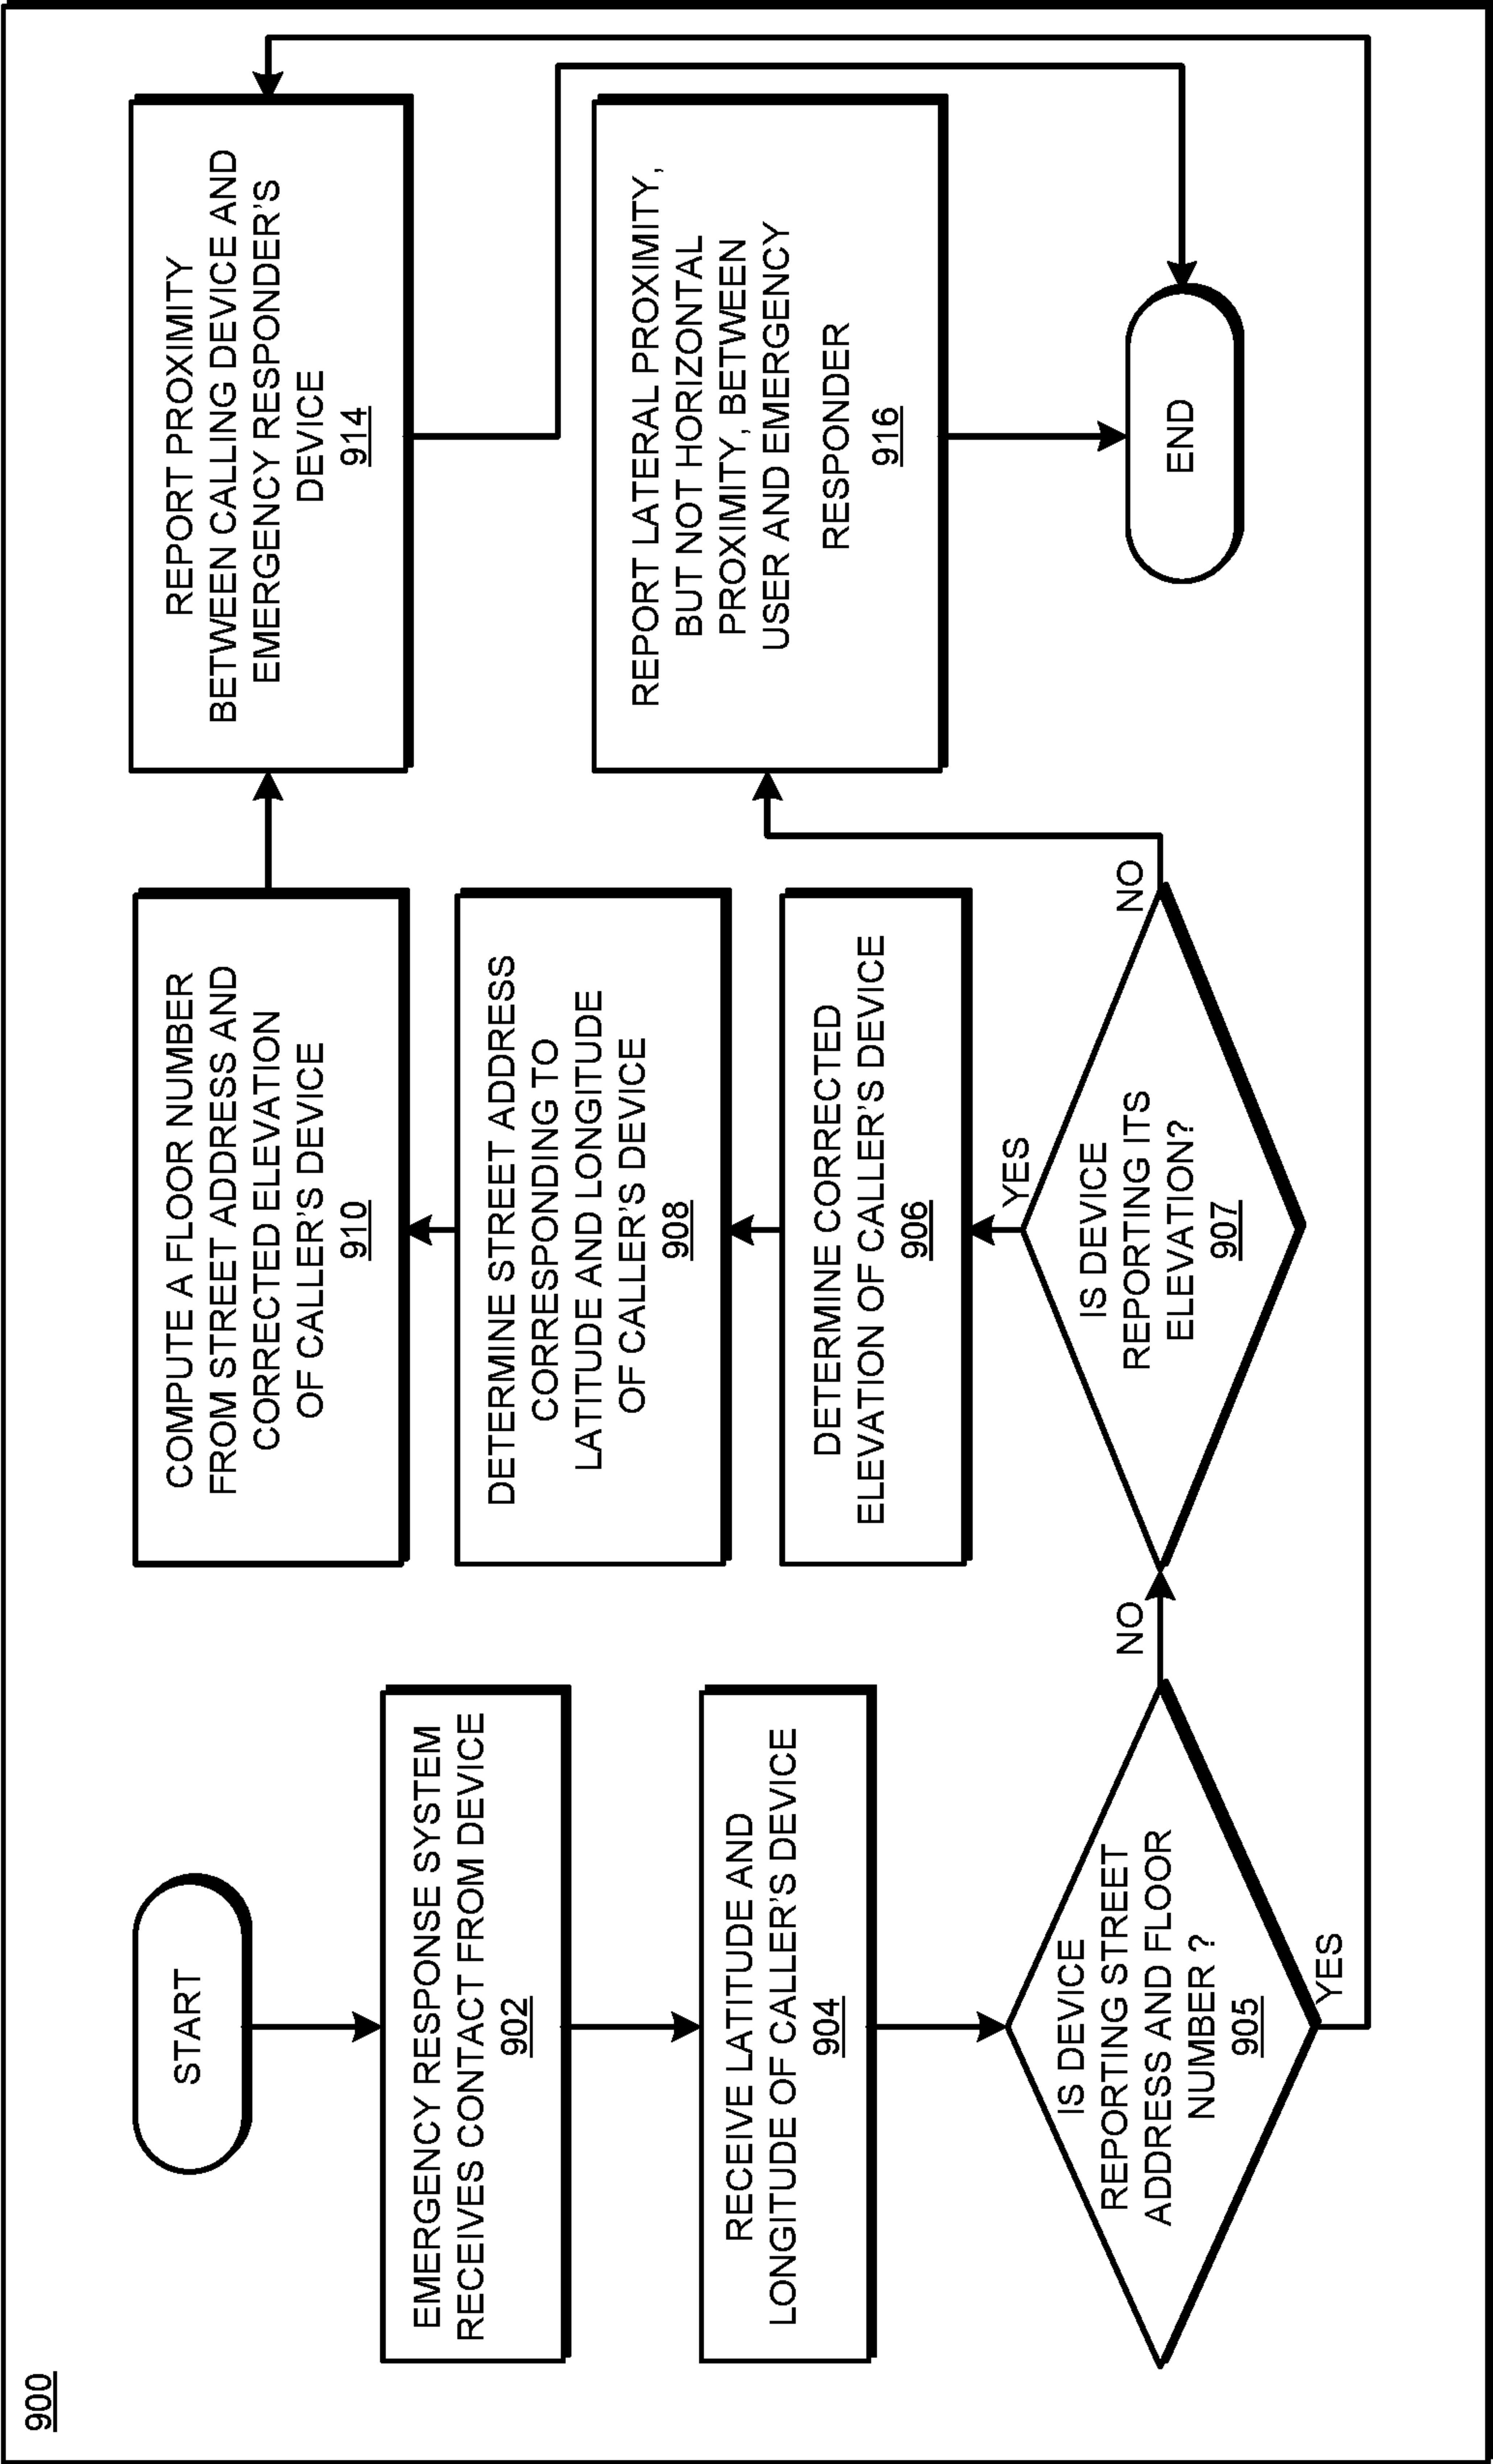 900
START
EMERGENCY RESPONSE SYSTEM
RECEIVES CONTACT FROM DEVICE
902
RECEIVE LATITUDE AND
LONGITUDE OF CALLER'S DEVICE
904
IS DEVICE
REPORTING STREET
ADDRESS AND FLOOR
NUMBER ?
905
YES
NO
IS DEVICE
REPORTING ITS
ELEVATION?
907
YES
NO
DETERMINE CORRECTED
ELEVATION OF CALLER'S DEVICE
906
DETERMINE STREET ADDRESS
CORRESPONDING TO
LATITUDE AND LONGITUDE
OF CALLER'S DEVICE
908
COMPUTE A FLOOR NUMBER
FROM STREET ADDRESS AND
CORRECTED ELEVATION
OF CALLER'S DEVICE
910
REPORT PROXIMITY
BETWEEN CALLING DEVICE AND
EMERGENCY RESPONDER'S
DEVICE
914
REPORT LATERAL PROXIMITY,
BUT NOT HORIZONTAL
PROXIMITY, BETWEEN
USER AND EMERGENCY
RESPONDER
916
END